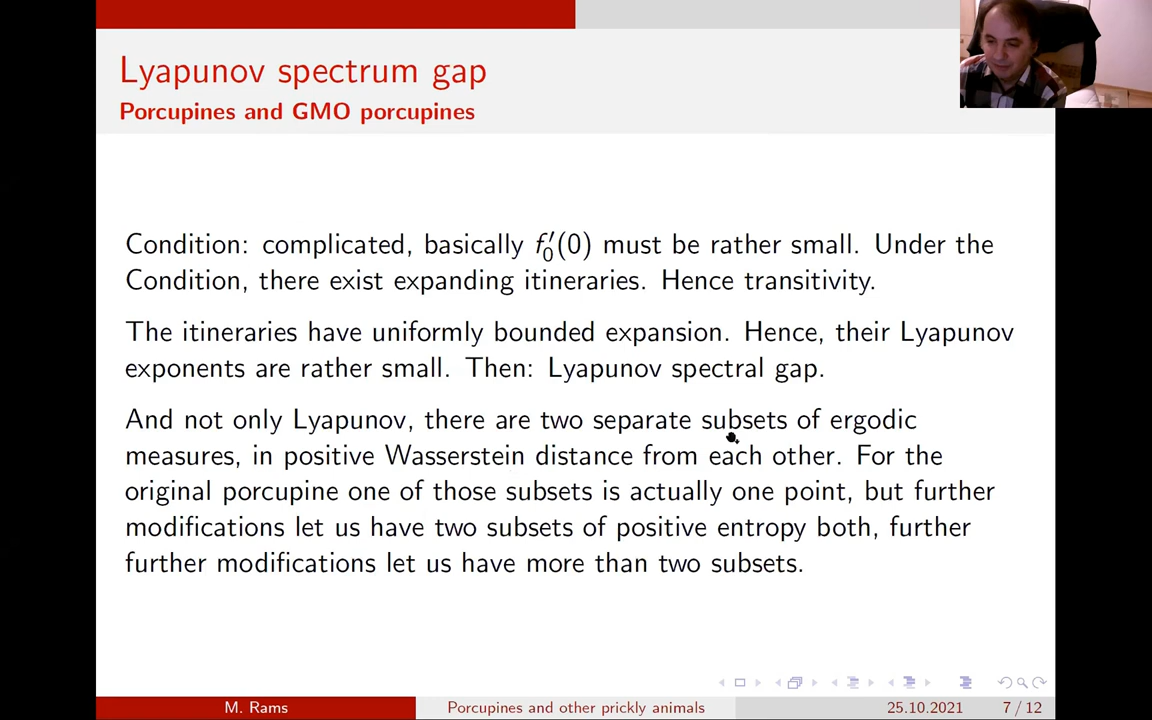 Lyapunov spectrum gap
Porcupines and GMO porcupines
Condition: complicated, basically f₀′(0) must be rather small. Under the
Condition, there exist expanding itineraries. Hence transitivity.
The itineraries have uniformly bounded expansion. Hence, their Lyapunov
exponents are rather small. Then: Lyapunov spectral gap.
And not only Lyapunov, there are two separate subsets of ergodic
measures, in positive Wasserstein distance from each other. For the
original porcupine one of those subsets is actually one point, but further
modifications let us have two subsets of positive entropy both, further
further modifications let us have more than two subsets.
M. Rams
Porcupines and other prickly animals
25.10.2021
7 / 12